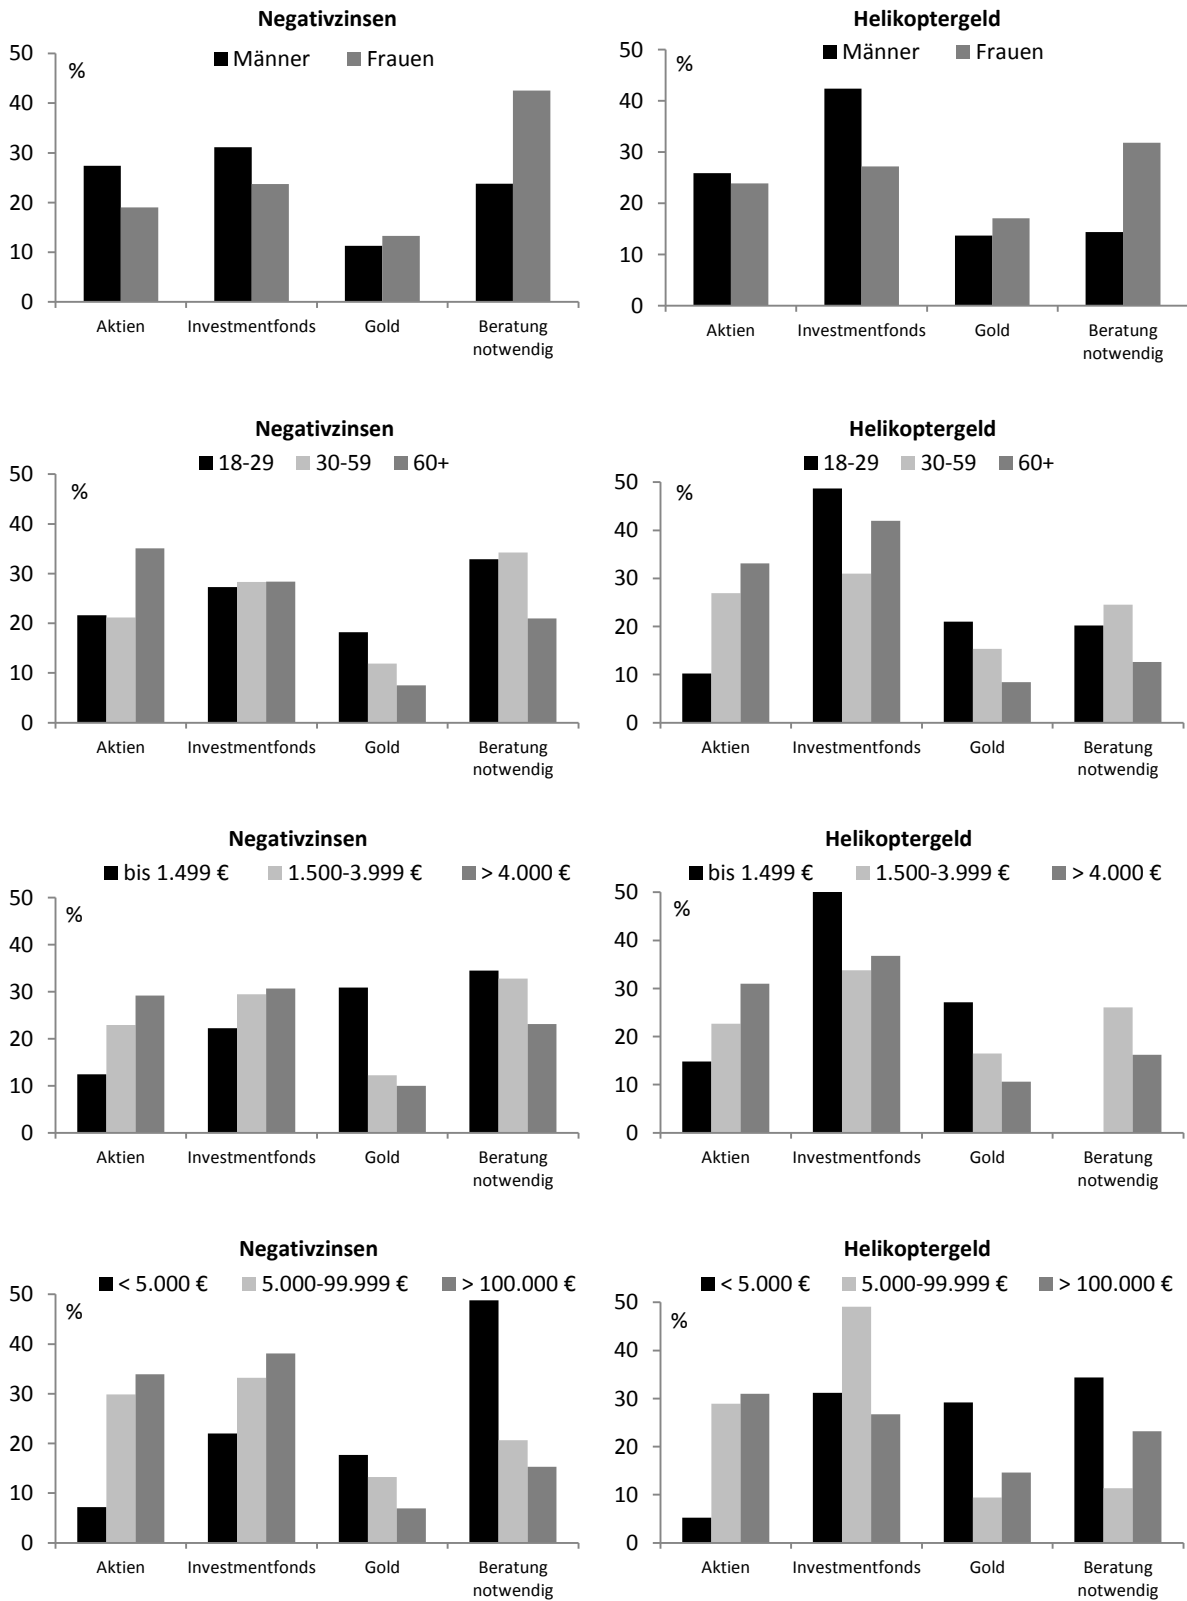 Negativzinsen
Männer Frauen
%
50
40
30
20
10
0
Aktien Investmentfonds Gold Beratung
notwendig
Helikoptergeld
Männer Frauen
%
50
40
30
20
10
0
Aktien Investmentfonds Gold Beratung
notwendig
Negativzinsen
18-29 30-59 60+
%
50
40
30
20
10
0
Aktien Investmentfonds Gold Beratung
notwendig
Helikoptergeld
18-29 30-59 60+
%
50
40
30
20
10
0
Aktien Investmentfonds Gold Beratung
notwendig
Negativzinsen
bis 1.499 € 1.500-3.999 € > 4.000 €
%
50
40
30
20
10
0
Aktien Investmentfonds Gold Beratung
notwendig
Helikoptergeld
bis 1.499 € 1.500-3.999 € > 4.000 €
%
50
40
30
20
10
0
Aktien Investmentfonds Gold Beratung
notwendig
Negativzinsen
< 5.000 € 5.000-99.999 € > 100.000 €
%
50
40
30
20
10
0
Aktien Investmentfonds Gold Beratung
notwendig
Helikoptergeld
< 5.000 € 5.000-99.999 € > 100.000 €
%
50
40
30
20
10
0
Aktien Investmentfonds Gold Beratung
notwendig